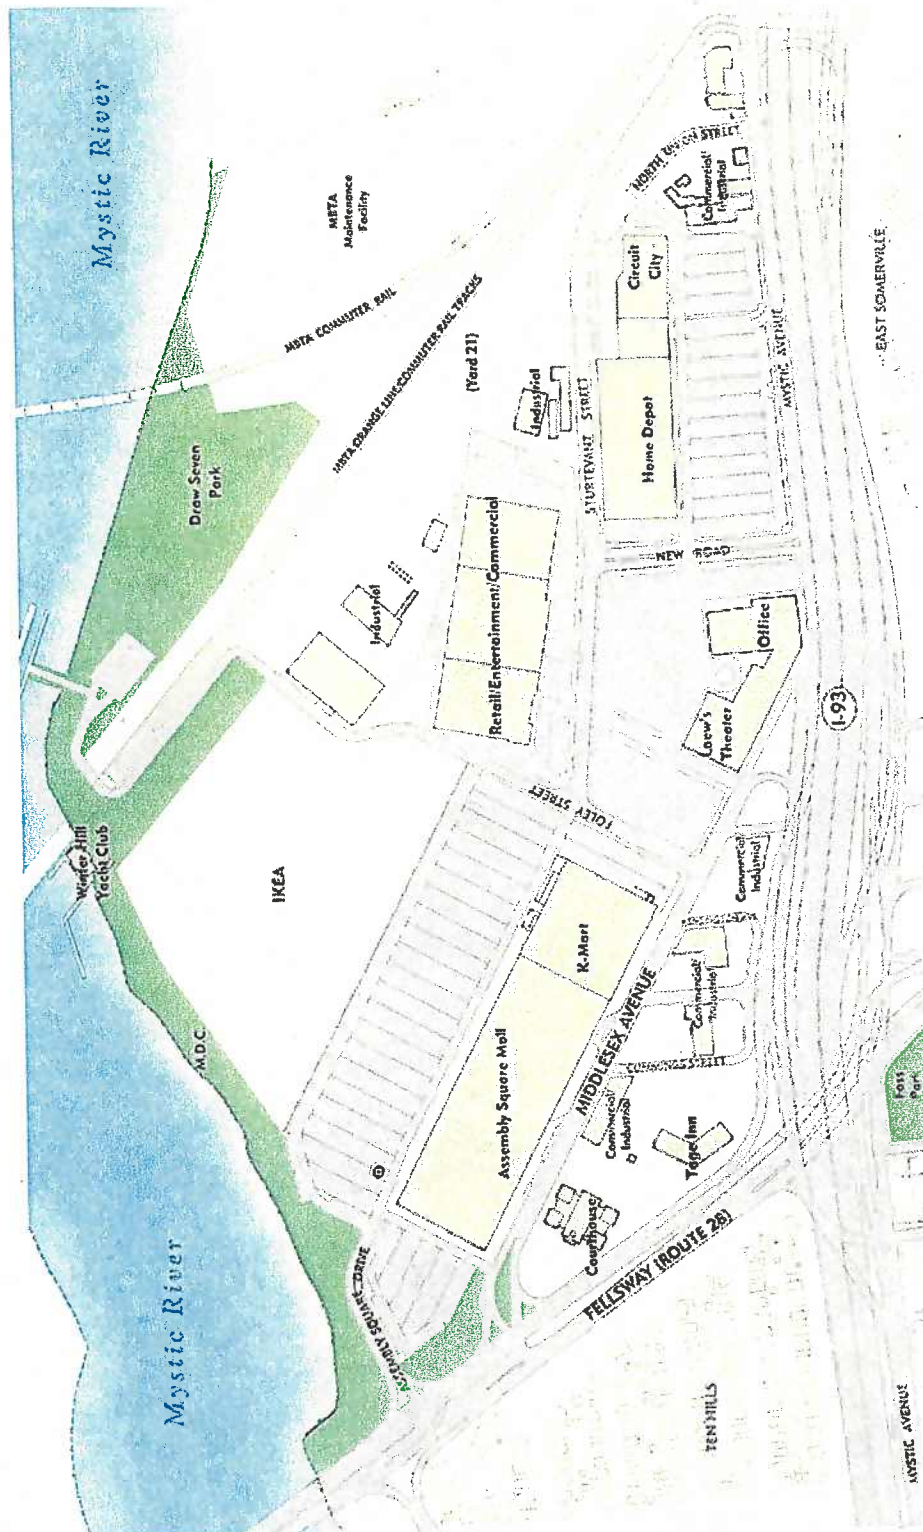 Mystic River
Mystic River
MBTA
Maintenance
Facility
MBTA COMMUTER RAIL
MBTA ORANGE LINE/COMMUTER RAIL TRACKS
(Yard 21)
Draw Seven
Park
Winter Hill
Yacht Club
M.D.C.
IKEA
Industrial
Industrial
Retail/Entertainment/Commercial
STURTEVANT STREET
NORTH UNION STREET
Commercial/
Industrial
Circuit
City
Home Depot
MYSTIC AVENUE
EAST SOMERVILLE
Office
Loew's
Theater
I-93
FOLEY STREET
K-Mart
Assembly Square Mall
MIDDLESEX AVENUE
Commercial/
Industrial
Commercial/
Industrial
Commercial/
Industrial
Tage Inn
Courthouse
FELLSWAY (ROUTE 28)
ASSEMBLY SQUARE DRIVE
TEN HILLS
Foss
Park
MYSTIC AVENUE